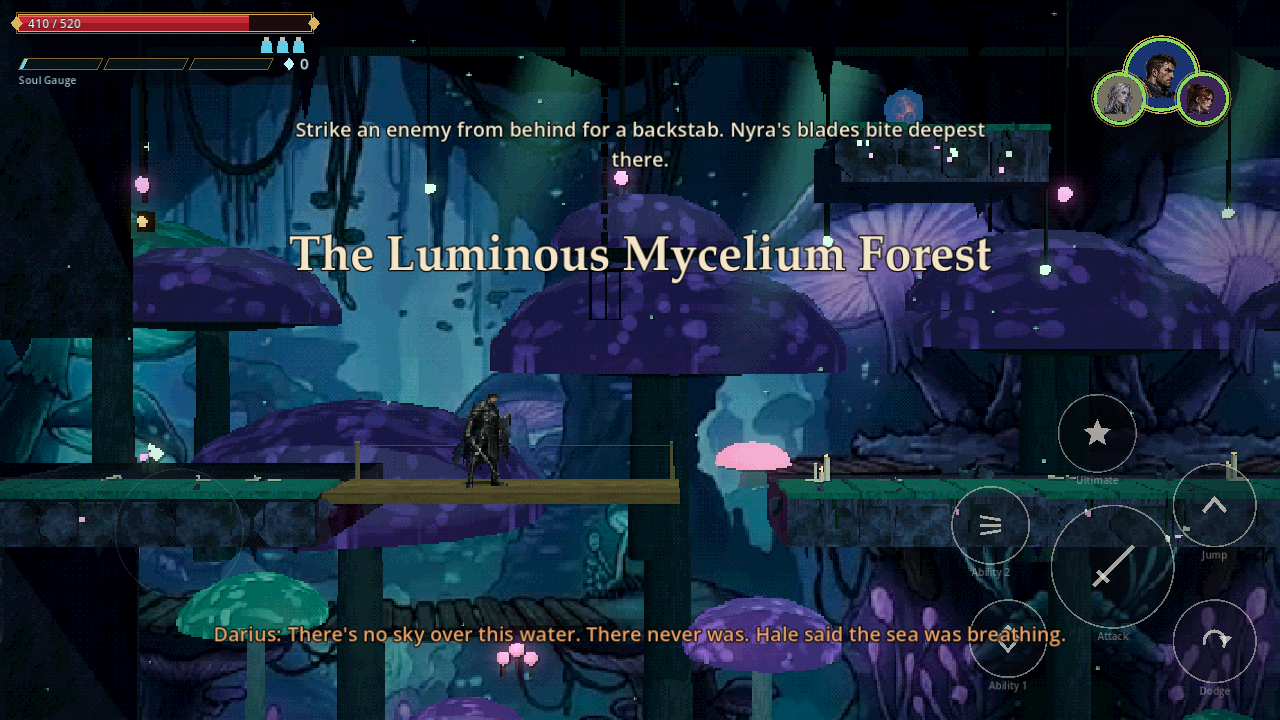 410 / 520
0
Soul Gauge
Strike an enemy from behind for a backstab. Nyra's blades bite deepest
there.
The Luminous Mycelium Forest
Ultimate
Jump
Ability 2
Attack
Darius: There's no sky over this water. There never was. Hale said the sea was breathing.
Ability 1
Dodge